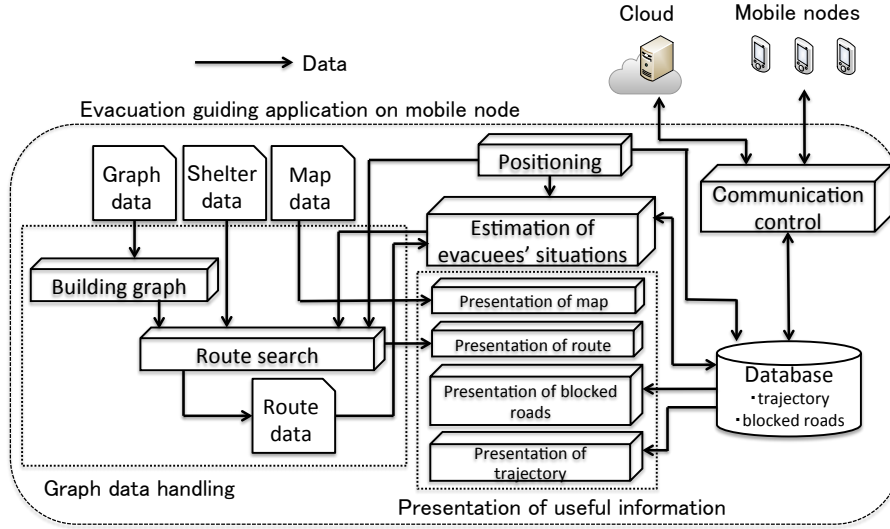 Cloud
Mobile nodes
Data
Evacuation guiding application on mobile node
Graph
data
Shelter
data
Map
data
Positioning
Communication
control
Estimation of
evacuees' situations
Building graph
Presentation of map
Route search
Presentation of route
Database
・trajectory
・blocked roads
Presentation of blocked
roads
Route
data
Presentation of
trajectory
Graph data handling
Presentation of useful information